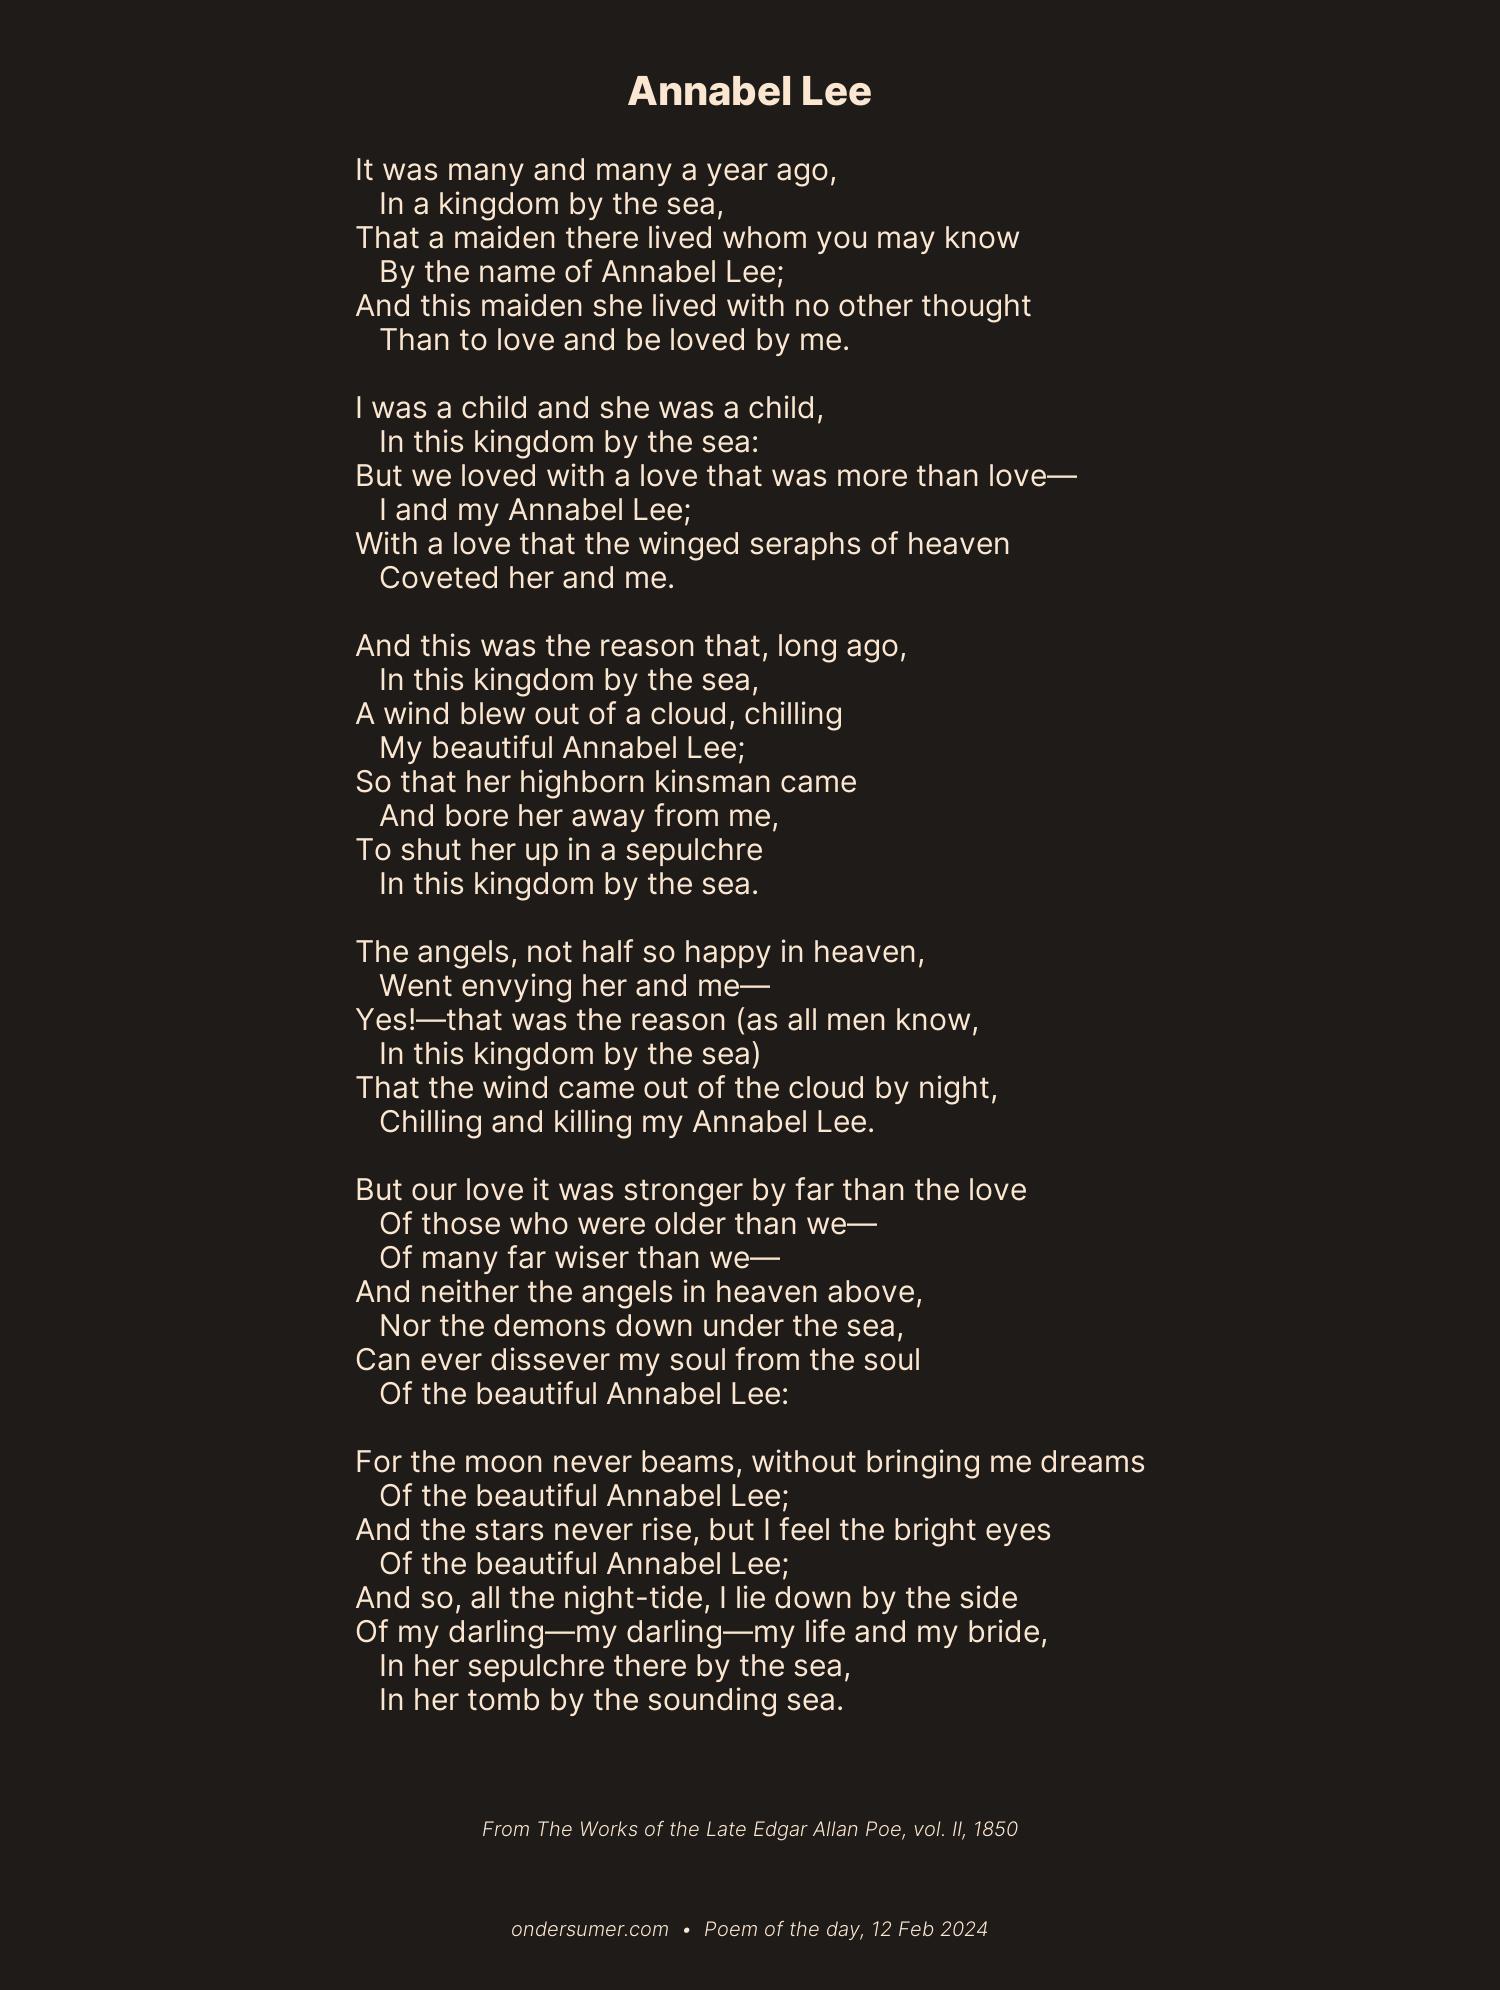 Annabel Lee
It was many and many a year ago,
In a kingdom by the sea,
That a maiden there lived whom you may know
By the name of Annabel Lee;
And this maiden she lived with no other thought
Than to love and be loved by me.
I was a child and she was a child,
In this kingdom by the sea:
But we loved with a love that was more than love—
I and my Annabel Lee;
With a love that the winged seraphs of heaven
Coveted her and me.
And this was the reason that, long ago,
In this kingdom by the sea,
A wind blew out of a cloud, chilling
My beautiful Annabel Lee;
So that her highborn kinsman came
And bore her away from me,
To shut her up in a sepulchre
In this kingdom by the sea.
The angels, not half so happy in heaven,
Went envying her and me—
Yes!—that was the reason (as all men know,
In this kingdom by the sea)
That the wind came out of the cloud by night,
Chilling and killing my Annabel Lee.
But our love it was stronger by far than the love
Of those who were older than we—
Of many far wiser than we—
And neither the angels in heaven above,
Nor the demons down under the sea,
Can ever dissever my soul from the soul
Of the beautiful Annabel Lee:
For the moon never beams, without bringing me dreams
Of the beautiful Annabel Lee;
And the stars never rise, but I feel the bright eyes
Of the beautiful Annabel Lee;
And so, all the night-tide, I lie down by the side
Of my darling—my darling—my life and my bride,
In her sepulchre there by the sea,
In her tomb by the sounding sea.
From The Works of the Late Edgar Allan Poe, vol. II, 1850
ondersumer.com • Poem of the day, 12 Feb 2024